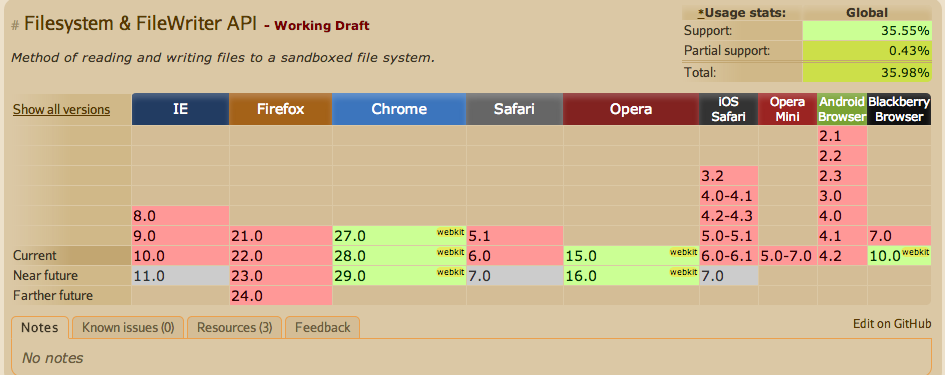 # Filesystem & FileWriter API - Working Draft
*Usage stats: Global
Support: 35.55%
Partial support: 0.43%
Total: 35.98%
Method of reading and writing files to a sandboxed file system.
Show all versions IE Firefox Chrome Safari Opera iOS Safari Opera Mini Android Browser Blackberry Browser
2.1
2.2
3.2 2.3
4.0-4.1 3.0
8.0 4.2-4.3 4.0
9.0 21.0 27.0 webkit 5.1 5.0-5.1 4.1 7.0
Current 10.0 22.0 28.0 webkit 6.0 15.0 webkit 6.0-6.1 5.0-7.0 4.2 10.0 webkit
Near future 11.0 23.0 29.0 webkit 7.0 16.0 webkit 7.0
Farther future 24.0
Notes Known issues (0) Resources (3) Feedback Edit on GitHub
No notes